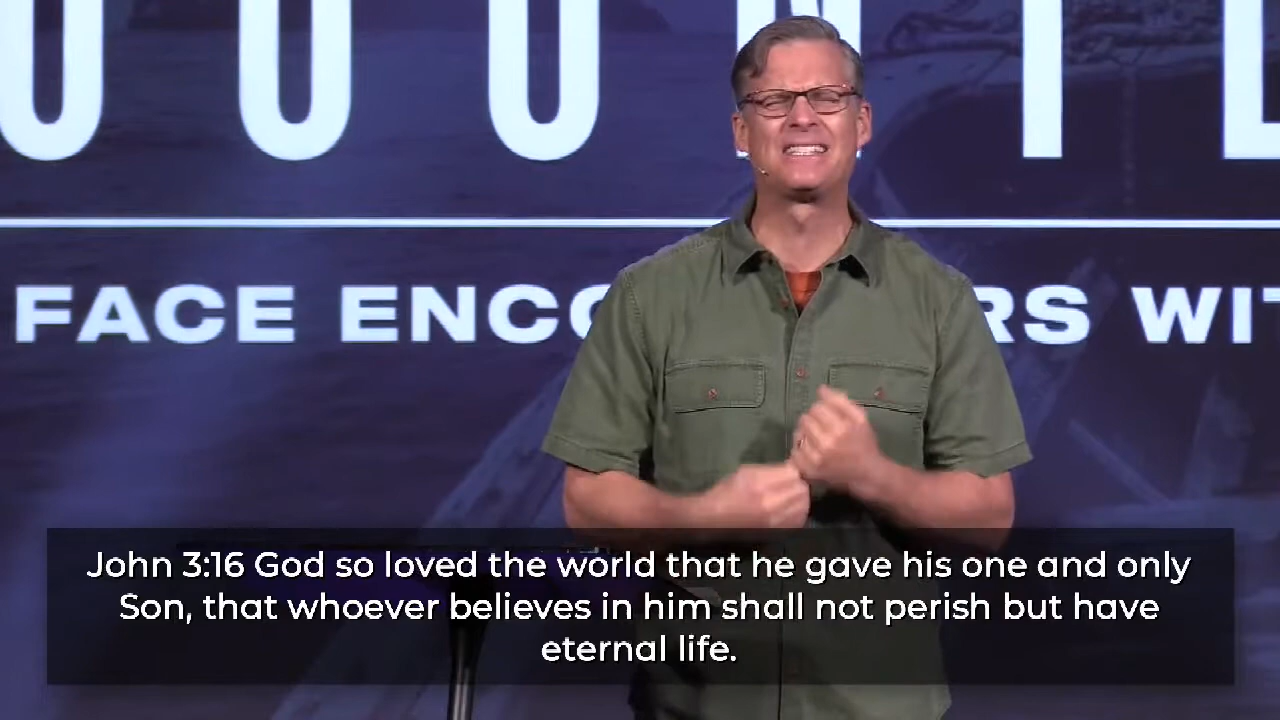 FACE ENCO RS WIT
John 3:16 God so loved the world that he gave his one and only
Son, that whoever believes in him shall not perish but have
eternal life.